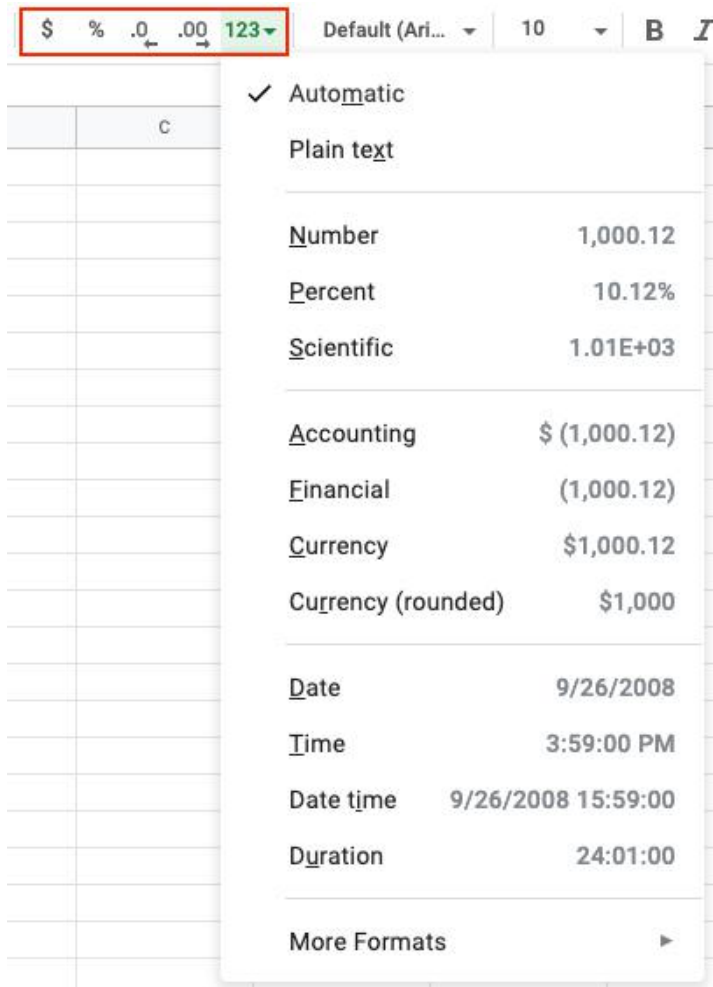 $ % .0 .00 123 Default (Ari... 10 B I
C
Automatic
Plain text
Number 1,000.12
Percent 10.12%
Scientific 1.01E+03
Accounting $ (1,000.12)
Financial (1,000.12)
Currency $1,000.12
Currency (rounded) $1,000
Date 9/26/2008
Time 3:59:00 PM
Date time 9/26/2008 15:59:00
Duration 24:01:00
More Formats